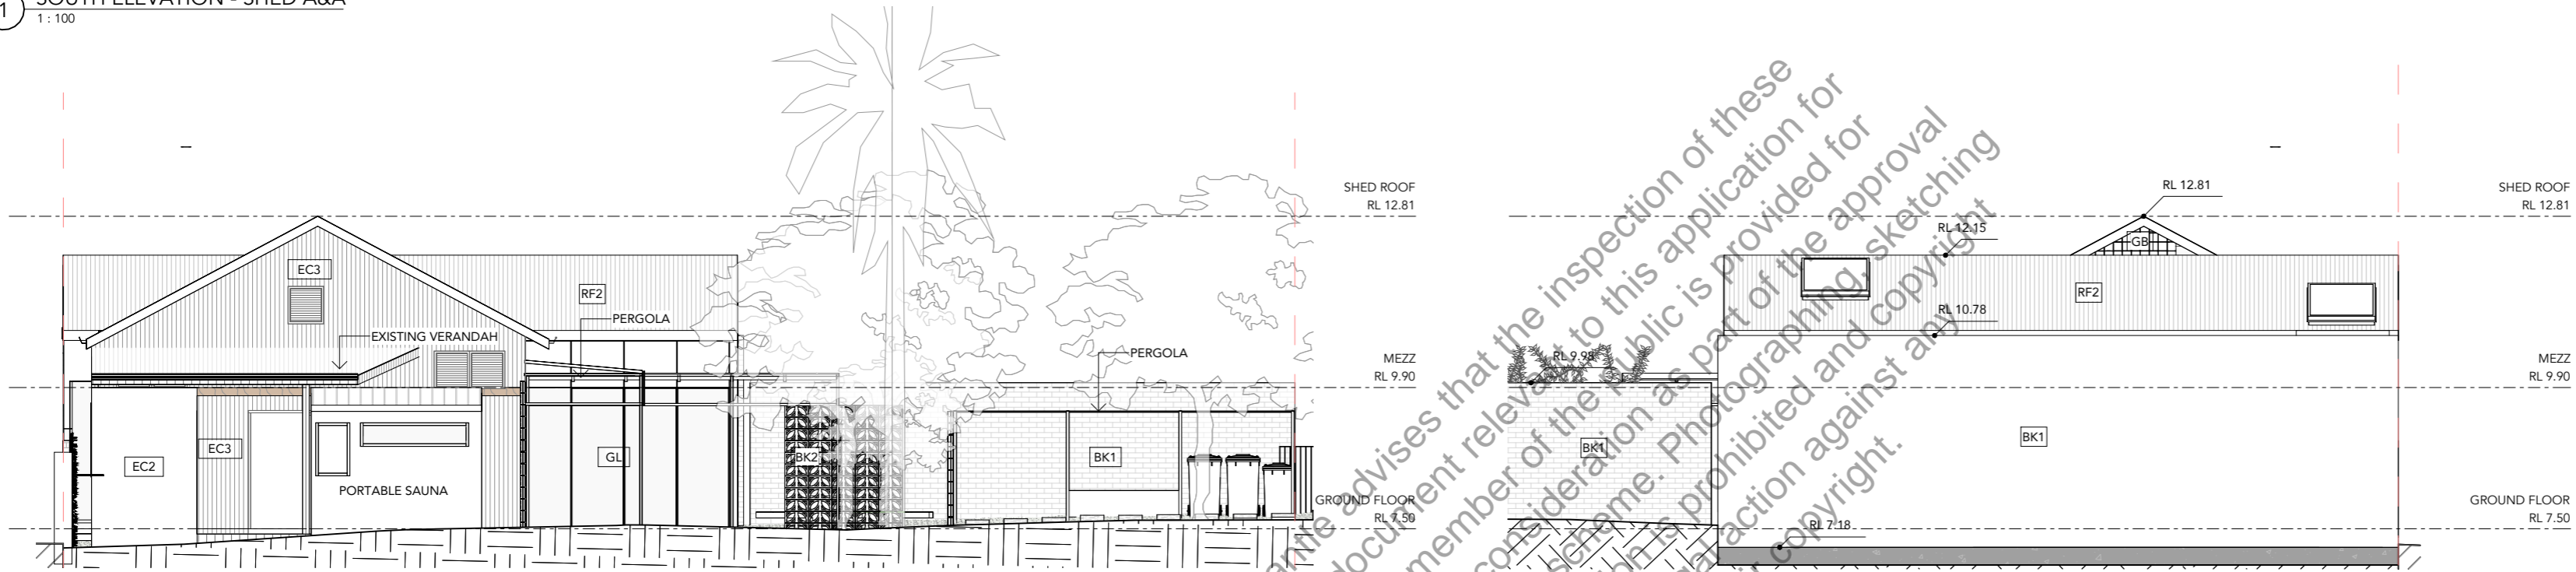 1
SOUTH ELEVATION - SHED A&A
1 : 100
SHED ROOF
RL 12.81
MEZZ
RL 9.90
GROUND FLOOR
RL 7.50
EC3
RF2
PERGOLA
EXISTING VERANDAH
PERGOLA
EC3
EC2
GL
BK2
BK1
PORTABLE SAUNA
RL 12.81
RL 12.15
GB
RF2
RL 10.78
RL 9.98
BK1
BK1
RL 7.18
SHED ROOF
RL 12.81
MEZZ
RL 9.90
GROUND FLOOR
RL 7.50
advises that the inspection of these
document relevant to this application for
member of the public is provided for
consideration as part of the approval
scheme. Photographing, sketching
is prohibited and copyright
action against any
copyright.